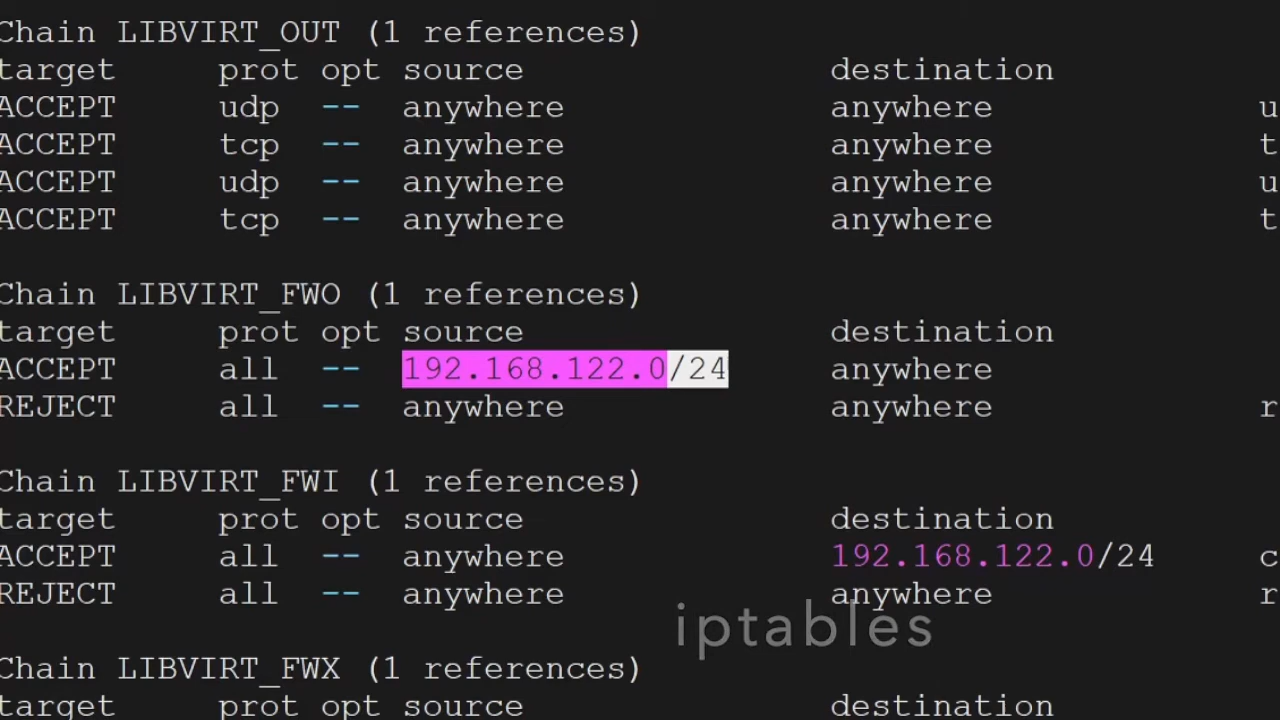 Chain LIBVIRT_OUT (1 references)
target prot opt source destination
ACCEPT udp -- anywhere anywhere u
ACCEPT tcp -- anywhere anywhere t
ACCEPT udp -- anywhere anywhere u
ACCEPT tcp -- anywhere anywhere t
Chain LIBVIRT_FWO (1 references)
target prot opt source destination
ACCEPT all -- 192.168.122.0/24 anywhere
REJECT all -- anywhere anywhere r
Chain LIBVIRT_FWI (1 references)
target prot opt source destination
ACCEPT all -- anywhere 192.168.122.0/24 c
REJECT all -- anywhere anywhere r
iptables
Chain LIBVIRT_FWX (1 references)
target prot opt source destination